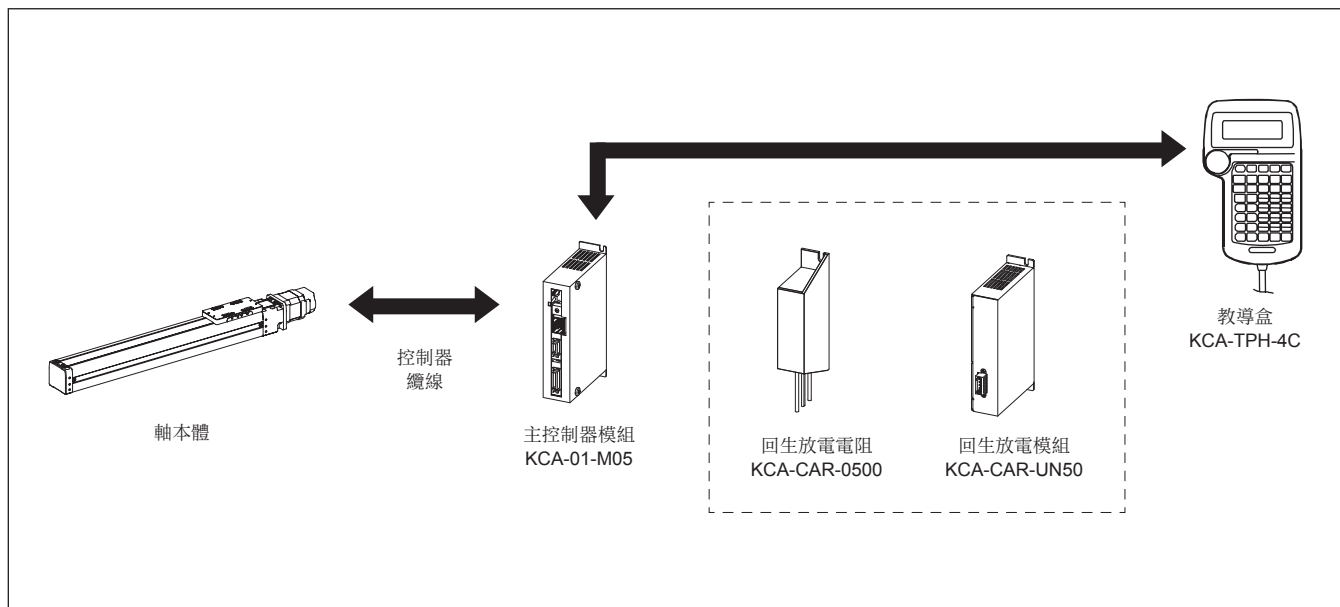 教導盒
KCA-TPH-4C
控制器
纜線
軸本體
主控制器模組
KCA-01-M05
回生放電電阻
KCA-CAR-0500
回生放電模組
KCA-CAR-UN50